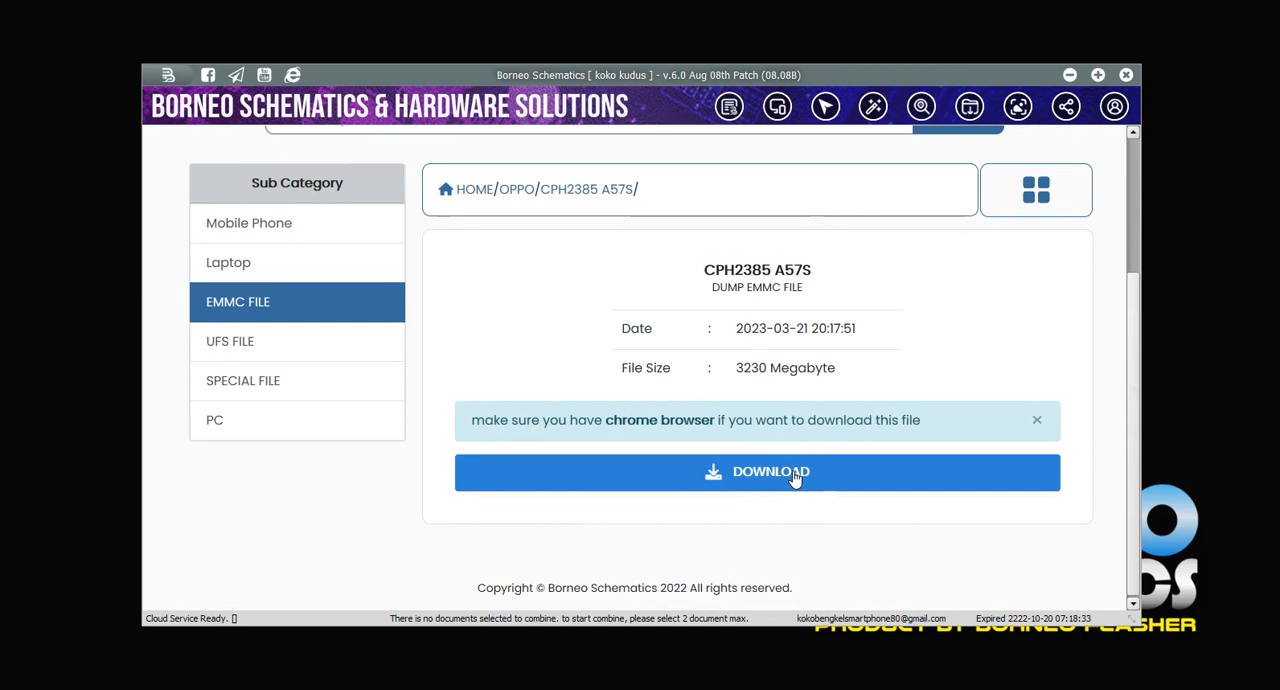 Borneo Schematics [ koko kudus ] - v.6.0 Aug 08th Patch (08.08B)
BORNEO SCHEMATICS & HARDWARE SOLUTIONS
Sub Category
Mobile Phone
Laptop
EMMC FILE
UFS FILE
SPECIAL FILE
PC
HOME/OPPO/CPH2385 A57S/
CPH2385 A57S
DUMP EMMC FILE
Date : 2023-03-21 20:17:51
File Size : 3230 Megabyte
make sure you have chrome browser if you want to download this file ×
DOWNLOAD
Copyright © Borneo Schematics 2022 All rights reserved.
Cloud Service Ready. []
There is no documents selected to combine. to start combine, please select 2 document max.
kokobengkelsmartphone80@gmail.com
Expired 2222-10-20 07:18:33
CS
PRODUCT BY BORNEO FLASHER